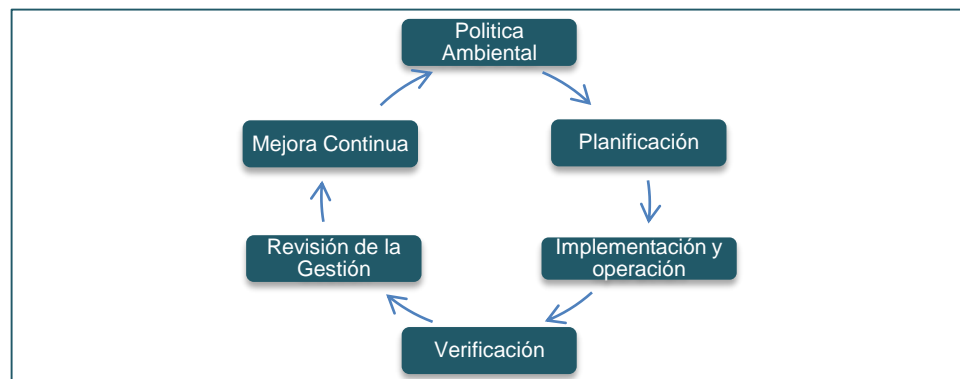 Politica
Ambiental
Planificación
Implementación y
operación
Verificación
Revisión de la
Gestión
Mejora Continua